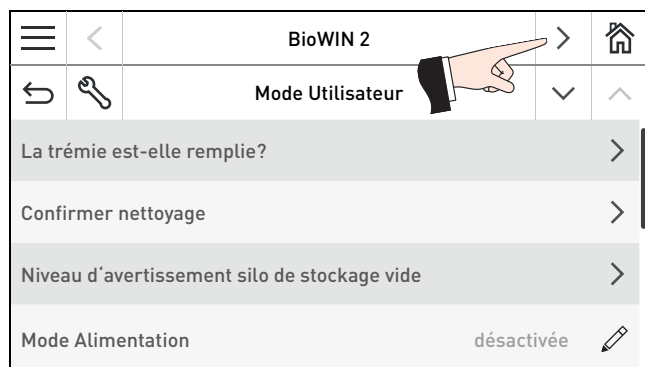 BioWIN 2
Mode Utilisateur
La trémie est-elle remplie?
Confirmer nettoyage
Niveau d‘avertissement silo de stockage vide
Mode Alimentation désactivée